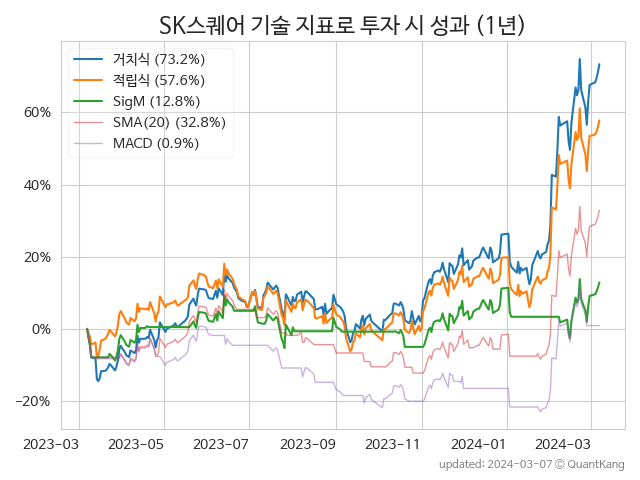 SK스퀘어 기술 지표로 투자 시 성과 (1년)
거치식 (73.2%)
적립식 (57.6%)
SigM (12.8%)
SMA(20) (32.8%)
MACD (0.9%)
60%
40%
20%
0%
−20%
2023-03 2023-05 2023-07 2023-09 2023-11 2024-01 2024-03
updated: 2024-03-07 © QuantKang